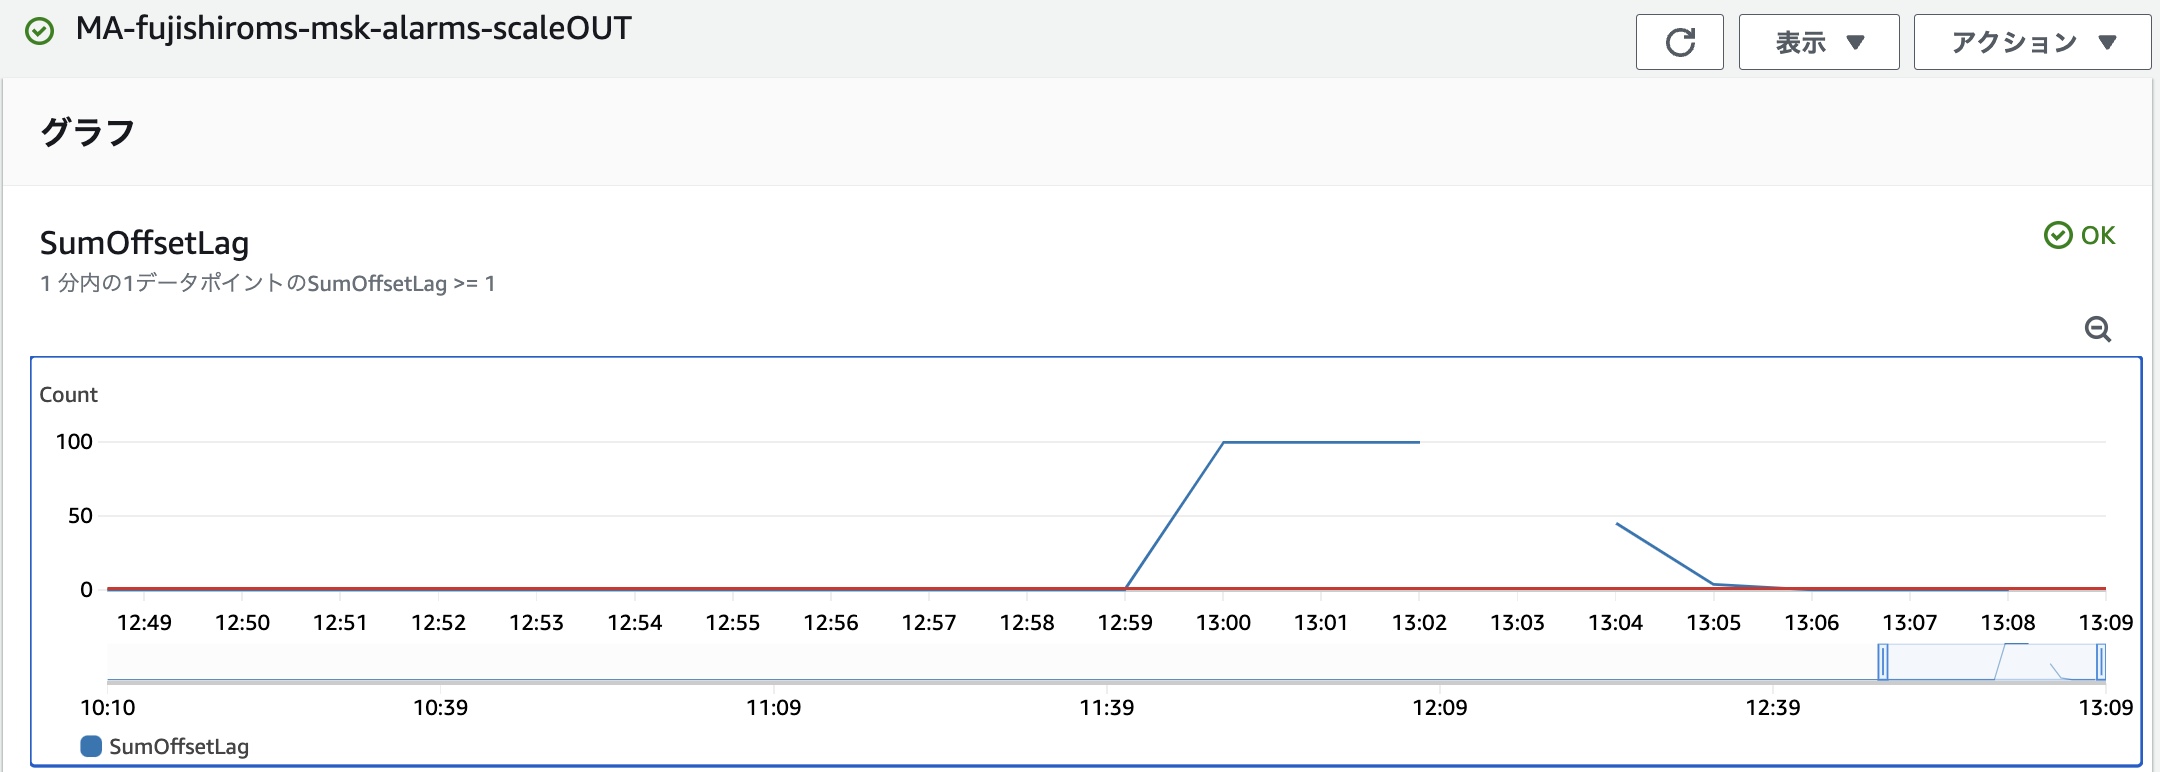 MA-fujishiroms-msk-alarms-scaleOUT
表示 ▼
アクション ▼
グラフ
SumOffsetLag
OK
1 分内の1データポイントのSumOffsetLag >= 1
Count
100
50
0
12:49 12:50 12:51 12:52 12:53 12:54 12:55 12:56 12:57 12:58 12:59 13:00 13:01 13:02 13:03 13:04 13:05 13:06 13:07 13:08 13:09
10:10 10:39 11:09 11:39 12:09 12:39 13:09
SumOffsetLag